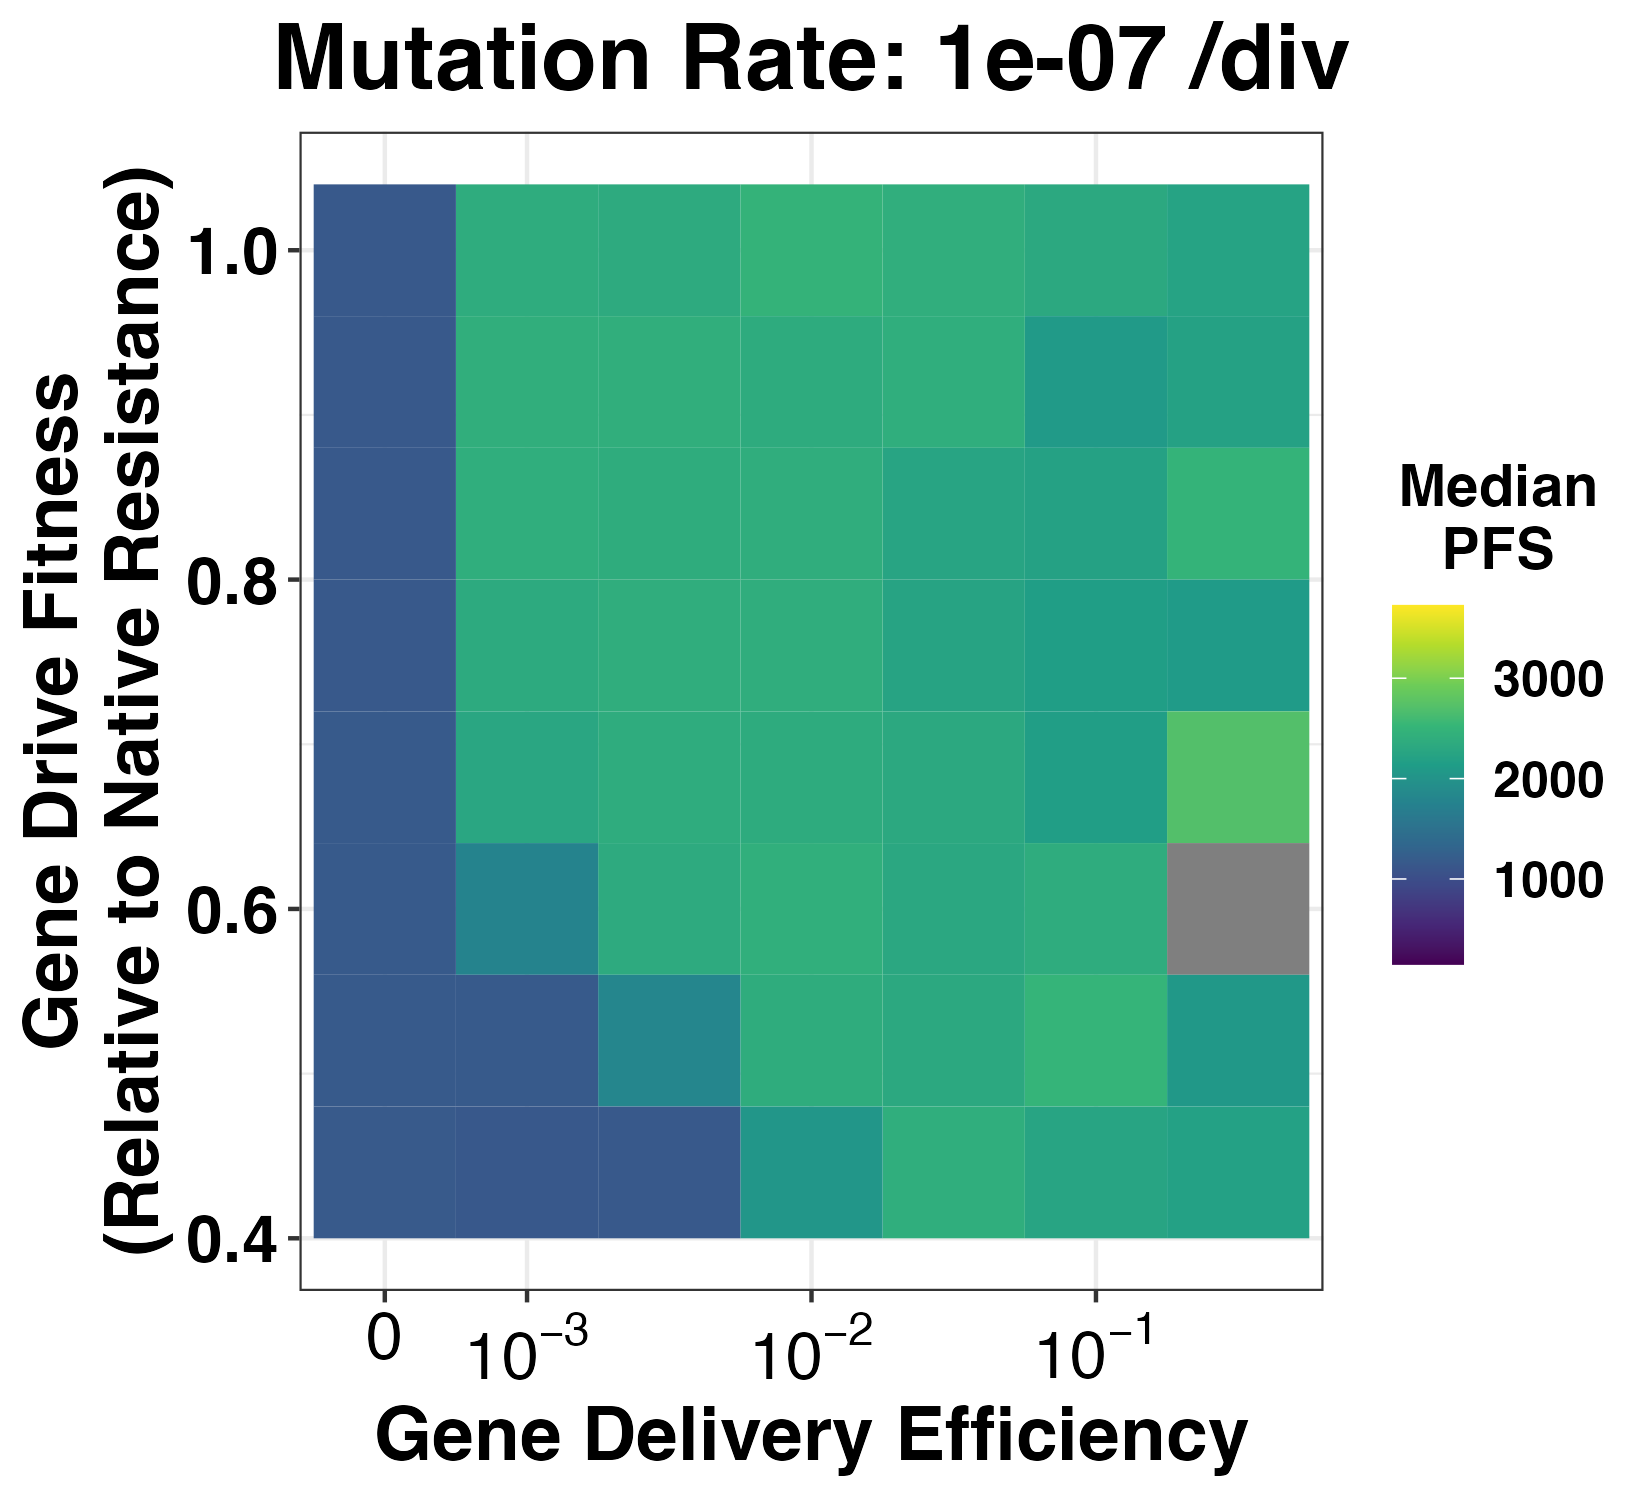 Mutation Rate: 1e-07 /div
Gene Drive Fitness
(Relative to Native Resistance)
1.0
0.8
0.6
0.4
0
10⁻³
10⁻²
10⁻¹
Gene Delivery Efficiency
Median
PFS
3000
2000
1000